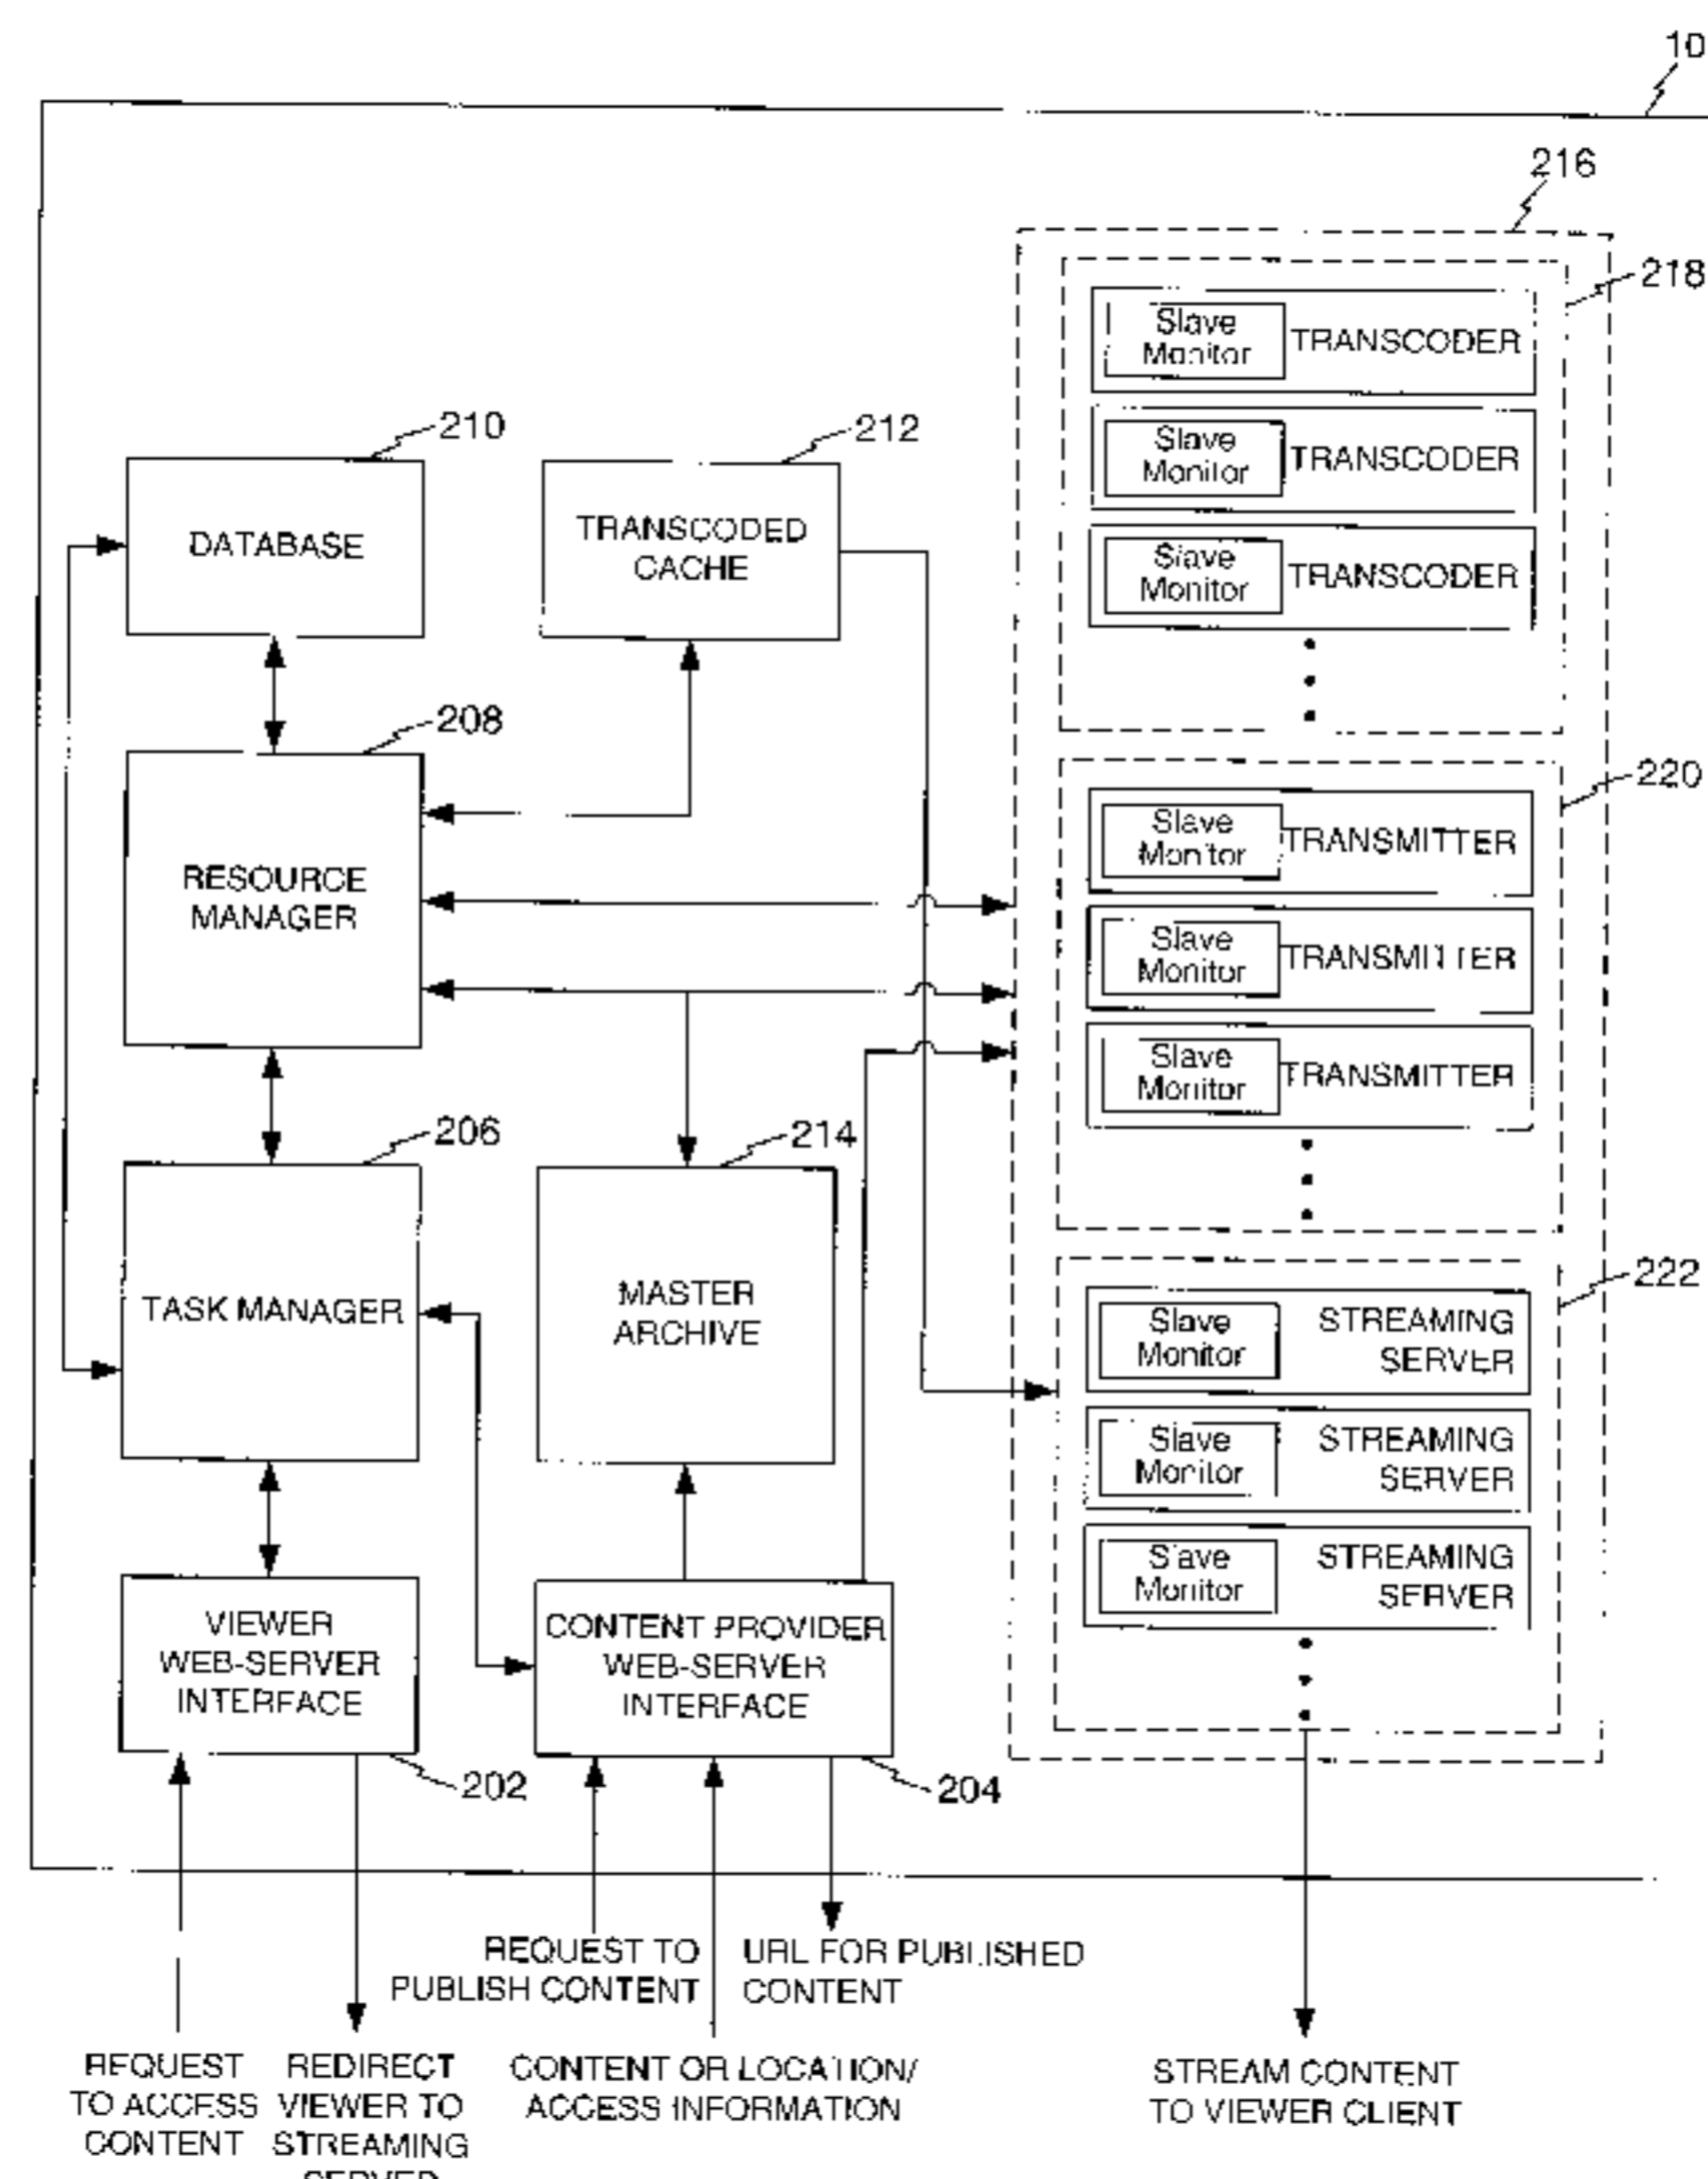 10
216
218
Slave
Monitor
TRANSCODER
Slave
Monitor
TRANSCODER
Slave
Monitor
TRANSCODER
210
DATABASE
212
TRANSCODED
CACHE
208
RESOURCE
MANAGER
220
Slave
Monitor
TRANSMITTER
Slave
Monitor
TRANSMITTER
Slave
Monitor
TRANSMITTER
206
TASK MANAGER
214
MASTER
ARCHIVE
222
Slave
Monitor
STREAMING
SERVER
Slave
Monitor
STREAMING
SERVER
Slave
Monitor
STREAMING
SERVER
VIEWER
WEB-SERVER
INTERFACE
202
CONTENT PROVIDER
WEB-SERVER
INTERFACE
204
REQUEST TO
PUBLISH CONTENT
URL FOR PUBLISHED
CONTENT
REQUEST
TO ACCESS
CONTENT
REDIRECT
VIEWER TO
STREAMING
SERVER
CONTENT OR LOCATION/
ACCESS INFORMATION
STREAM CONTENT
TO VIEWER CLIENT